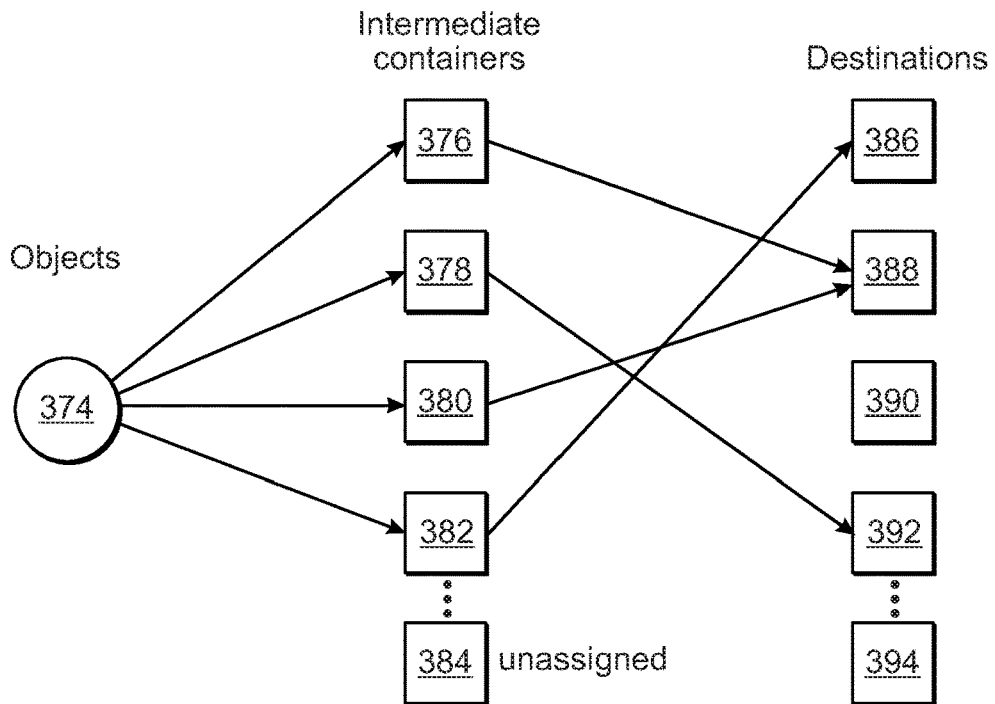 Intermediate
containers
Destinations
Objects
374
376
378
380
382
384 unassigned
386
388
390
392
394